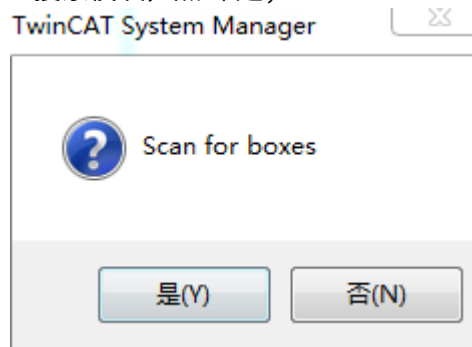 TwinCAT System Manager
Scan for boxes
是(Y)
否(N)